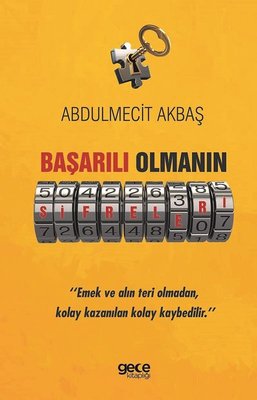 ABDULMECİT AKBAŞ
BAŞARILI OLMANIN
ŞİFRELERİ
‘‘Emek ve alın teri olmadan,
kolay kazanılan kolay kaybedilir.’’
gece
kitaplığı